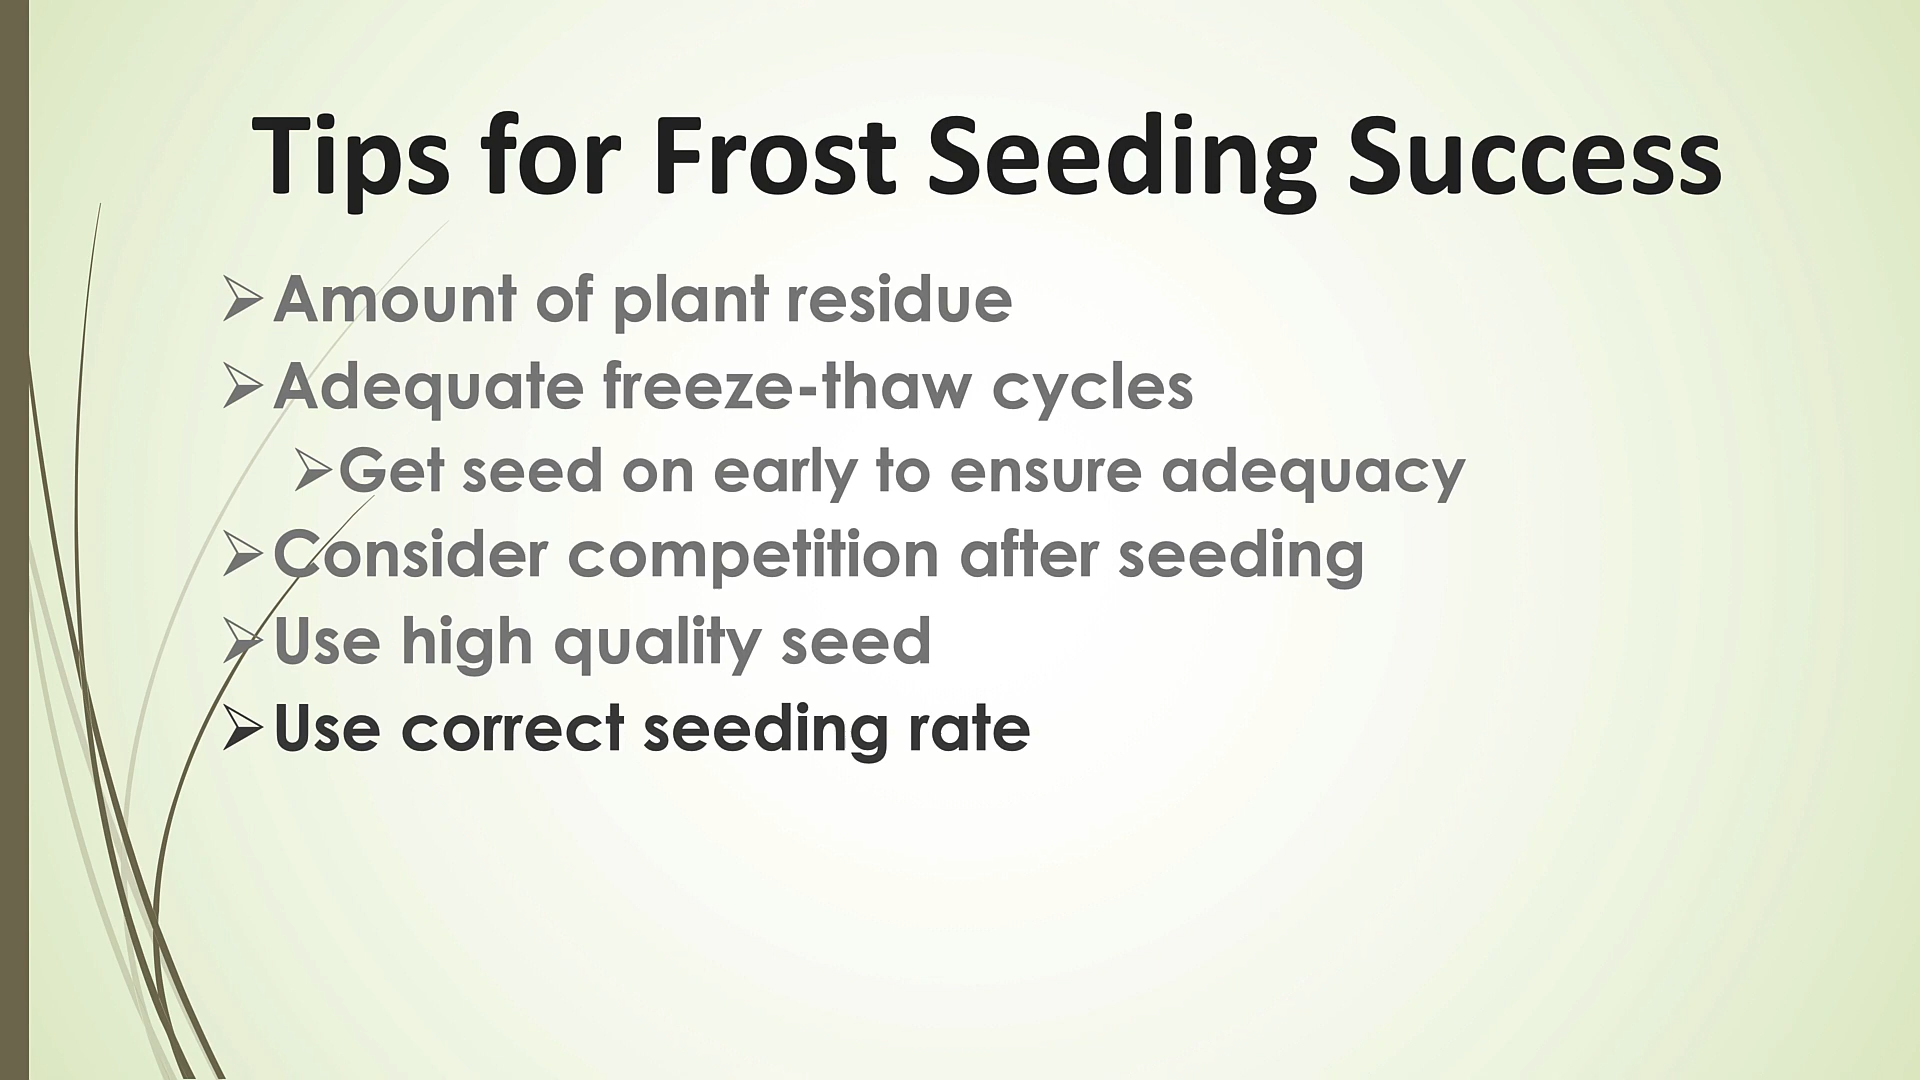 Tips for Frost Seeding Success
➢Amount of plant residue
➢Adequate freeze-thaw cycles
➢Get seed on early to ensure adequacy
➢Consider competition after seeding
➢Use high quality seed
➢Use correct seeding rate